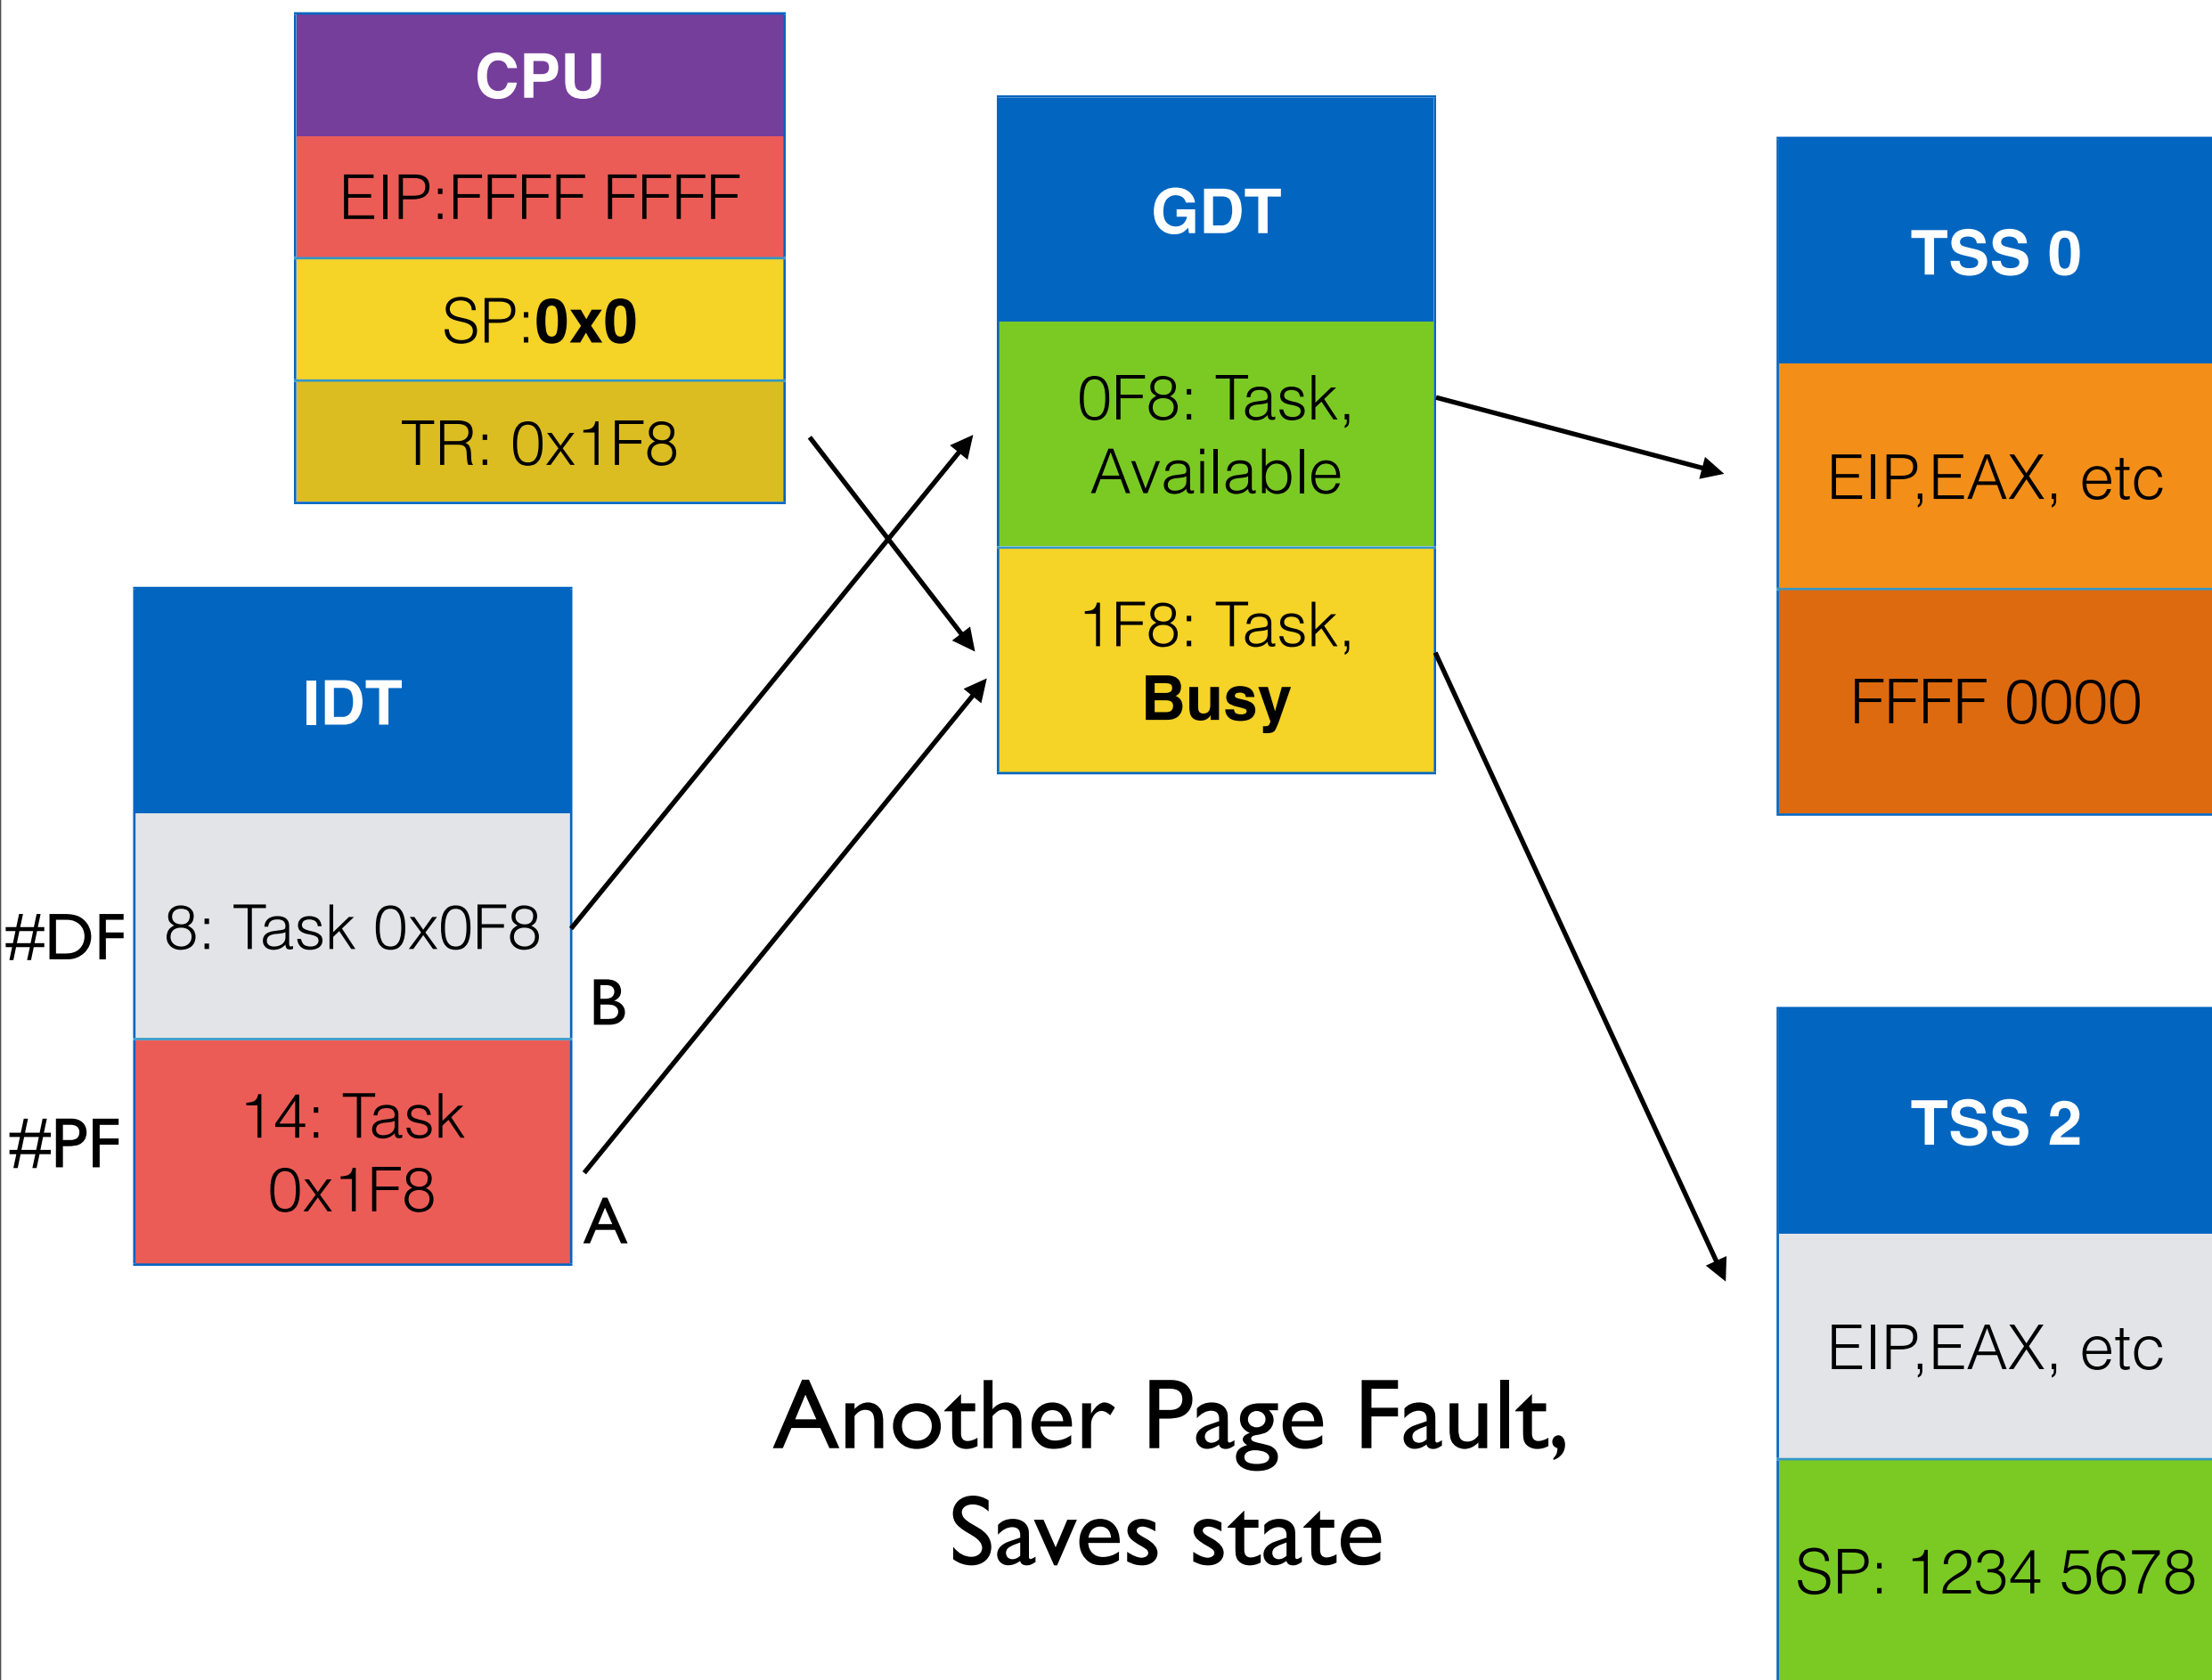 CPU
EIP:FFFF FFFF
SP:0x0
TR: 0x1F8
GDT
0F8: Task,
Available
1F8: Task,
Busy
TSS 0
EIP,EAX, etc
FFFF 0000
IDT
#DF
8: Task 0x0F8
B
#PF
14: Task
0x1F8
A
TSS 2
EIP,EAX, etc
SP: 1234 5678
Another Page Fault,
Saves state